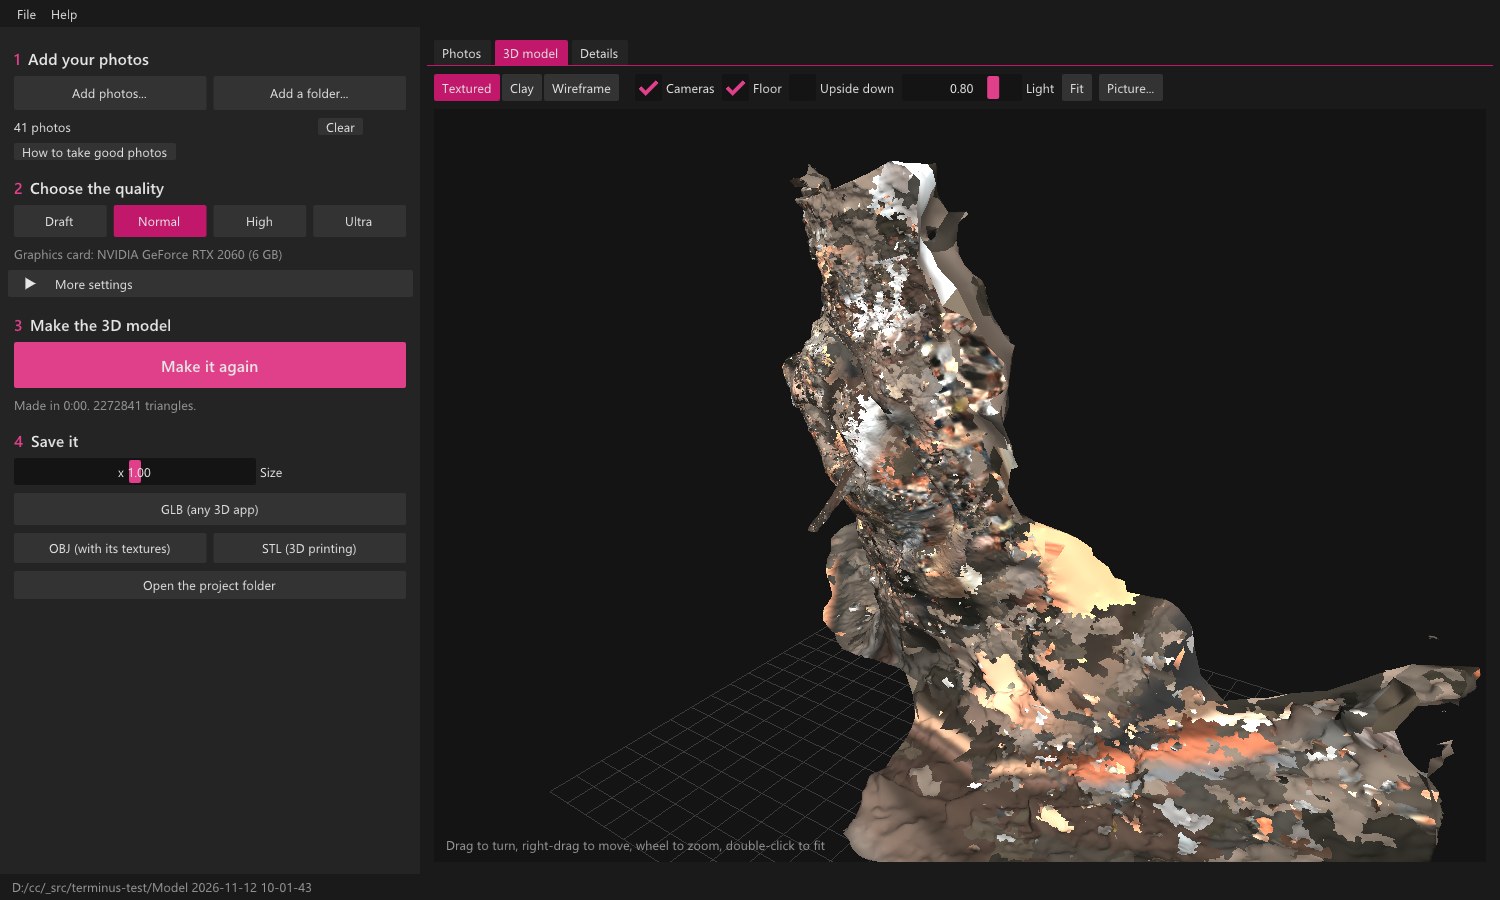 File Help
1 Add your photos
Add photos... Add a folder...
41 photos Clear
How to take good photos
2 Choose the quality
Draft Normal High Ultra
Graphics card: NVIDIA GeForce RTX 2060 (6 GB)
More settings
3 Make the 3D model
Make it again
Made in 0:00. 2272841 triangles.
4 Save it
x 1.00 Size
GLB (any 3D app)
OBJ (with its textures) STL (3D printing)
Open the project folder
Photos 3D model Details
Textured Clay Wireframe Cameras Floor Upside down 0.80 Light Fit Picture...
Drag to turn, right-drag to move, wheel to zoom, double-click to fit
D:/cc/_src/terminus-test/Model 2026-11-12 10-01-43